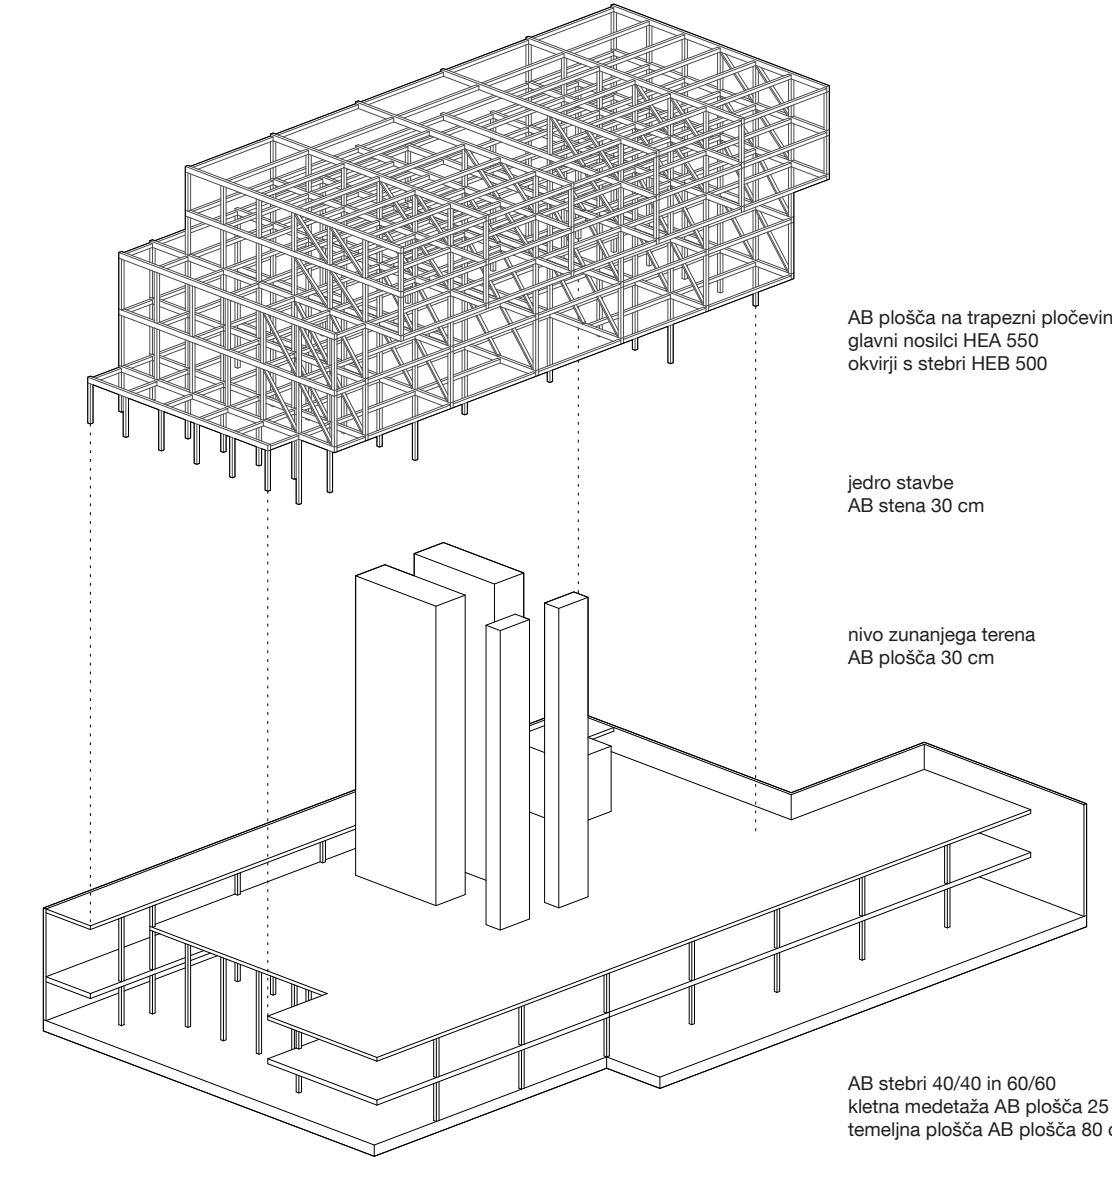 AB plošča na trapezni pločevin
glavni nosilci HEA 550
okvirji s stebri HEB 500
jedro stavbe
AB stena 30 cm
nivo zunanjega terena
AB plošča 30 cm
AB stebri 40/40 in 60/60
kletna medetaža AB plošča 25
temeljna plošča AB plošča 80